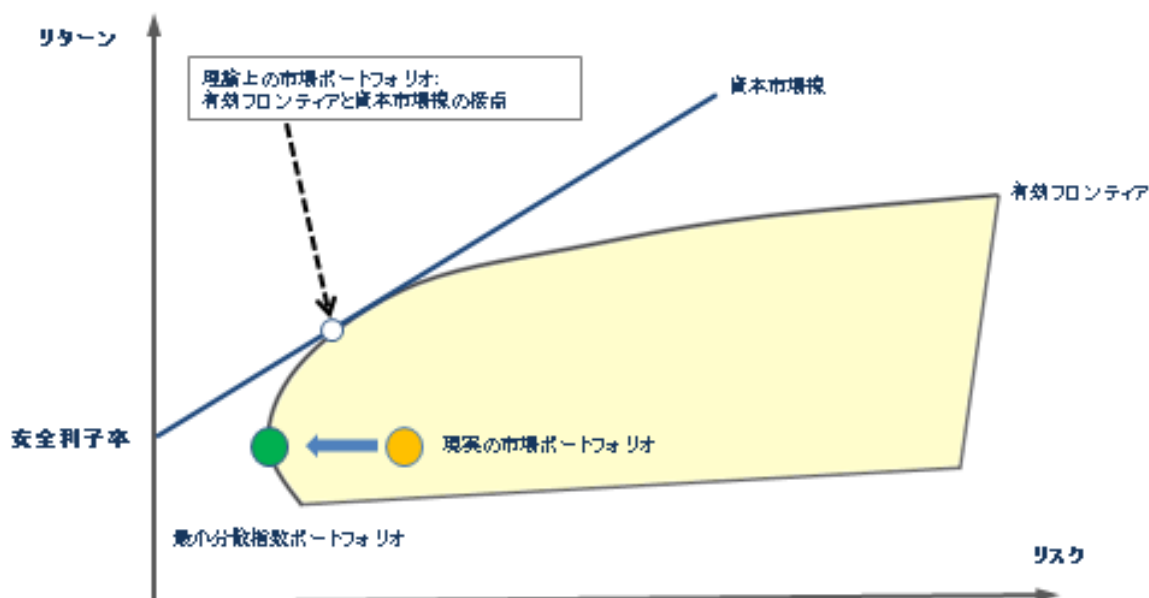 リターン
理論上の市場ポートフォリオ:
有効フロンティアと資本市場線の接点
資本市場線
有効フロンティア
安全利子率
現実の市場ポートフォリオ
最小分散指数ポートフォリオ
リスク